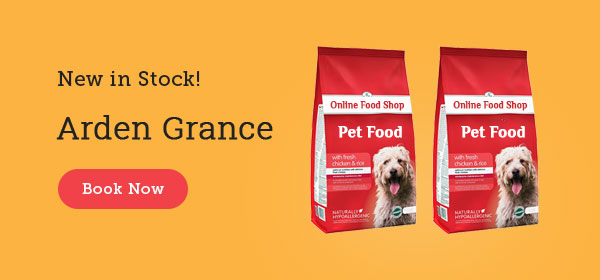 New in Stock!
Arden Grance
Book Now
Online Food Shop
Pet Food
with fresh
chicken & rice
NATURALLY
HYPOALLERGENIC
Online Food Shop
Pet Food
with fresh
chicken & rice
NATURALLY
HYPOALLERGENIC